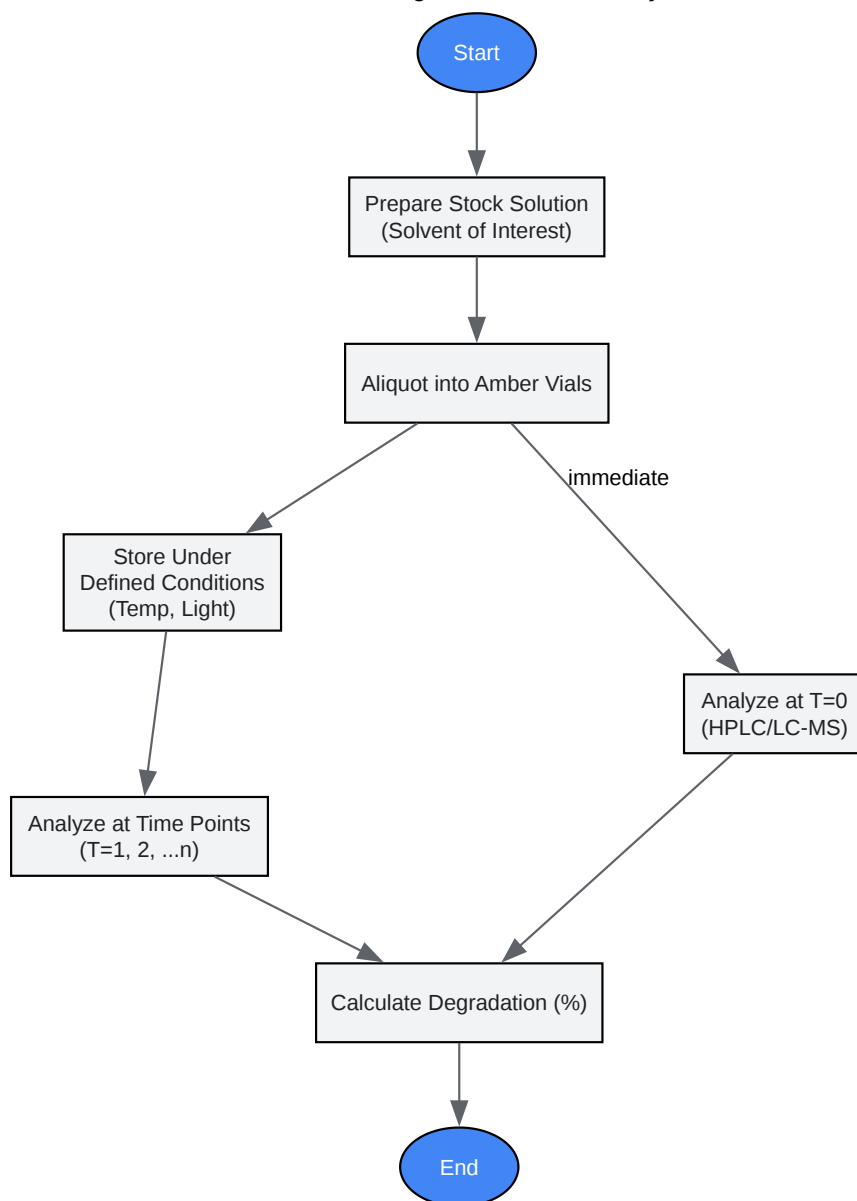 Start
Prepare Stock Solution
(Solvent of Interest)
Aliquot into Amber Vials
immediate
Store Under
Defined Conditions
(Temp, Light)
Analyze at T=0
(HPLC/LC-MS)
Analyze at Time Points
(T=1, 2, ...n)
Calculate Degradation (%)
End